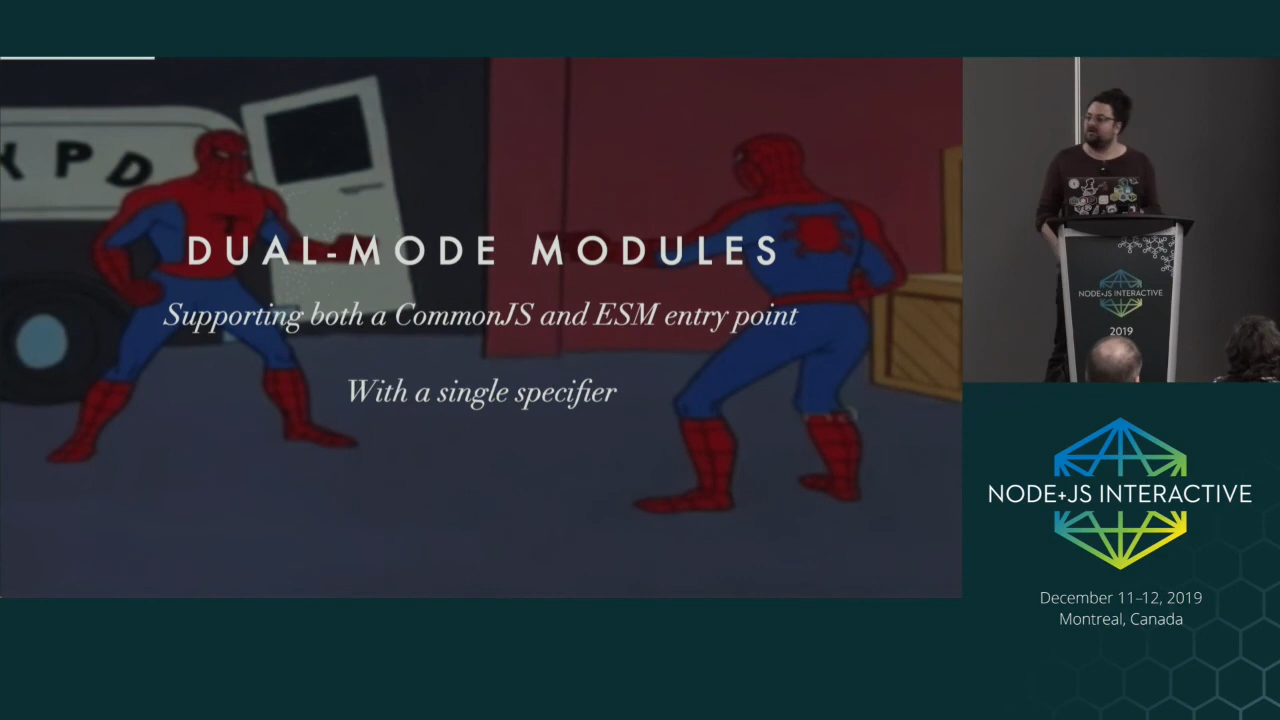 XPD
DUAL-MODE MODULES
Supporting both a CommonJS and ESM entry point
With a single specifier
NODE+JS INTERACTIVE
2019
NODE+JS INTERACTIVE
December 11–12, 2019
Montreal, Canada